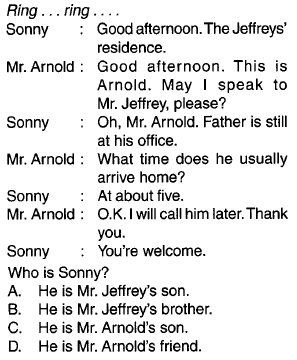 Ring . . . ring . . . .
Sonny : Good afternoon. The Jeffreys'
residence.
Mr. Arnold : Good afternoon. This is
Arnold. May I speak to
Mr. Jeffrey, please?
Sonny : Oh, Mr. Arnold. Father is still
at his office.
Mr. Arnold : What time does he usually
arrive home?
Sonny : At about five.
Mr. Arnold : O.K. I will call him later. Thank
you.
Sonny : You're welcome.
Who is Sonny?
A. He is Mr. Jeffrey's son.
B. He is Mr. Jeffrey's brother.
C. He is Mr. Arnold's son.
D. He is Mr. Arnold's friend.